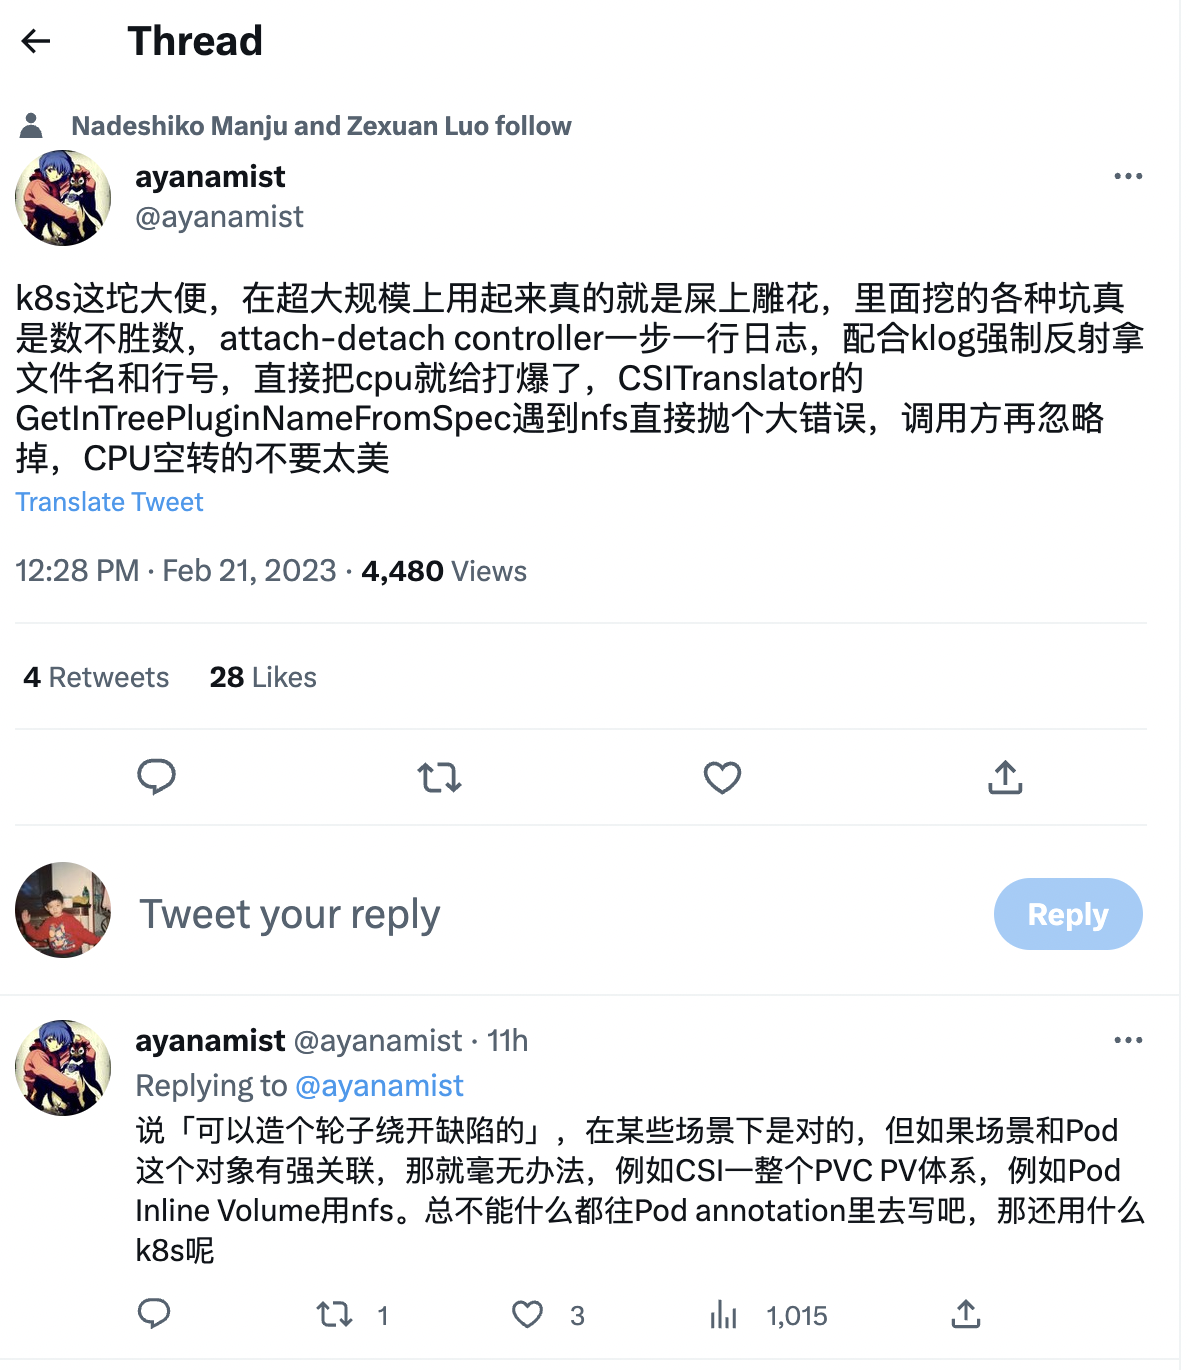 Thread
Nadeshiko Manju and Zexuan Luo follow
ayanamist
@ayanamist
k8s这坨大便，在超大规模上用起来真的就是屎上雕花，里面挖的各种坑真
是数不胜数，attach-detach controller一步一行日志，配合klog强制反射拿
文件名和行号，直接把cpu就给打爆了，CSITranslator的
GetInTreePluginNameFromSpec遇到nfs直接抛个大错误，调用方再忽略
掉，CPU空转的不要太美
Translate Tweet
12:28 PM · Feb 21, 2023 · 4,480 Views
4 Retweets 28 Likes
Tweet your reply
Reply
ayanamist @ayanamist · 11h
Replying to @ayanamist
说「可以造个轮子绕开缺陷的」，在某些场景下是对的，但如果场景和Pod
这个对象有强关联，那就毫无办法，例如CSI一整个PVC PV体系，例如Pod
Inline Volume用nfs。总不能什么都往Pod annotation里去写吧，那还用什么
k8s呢
1 3 1,015